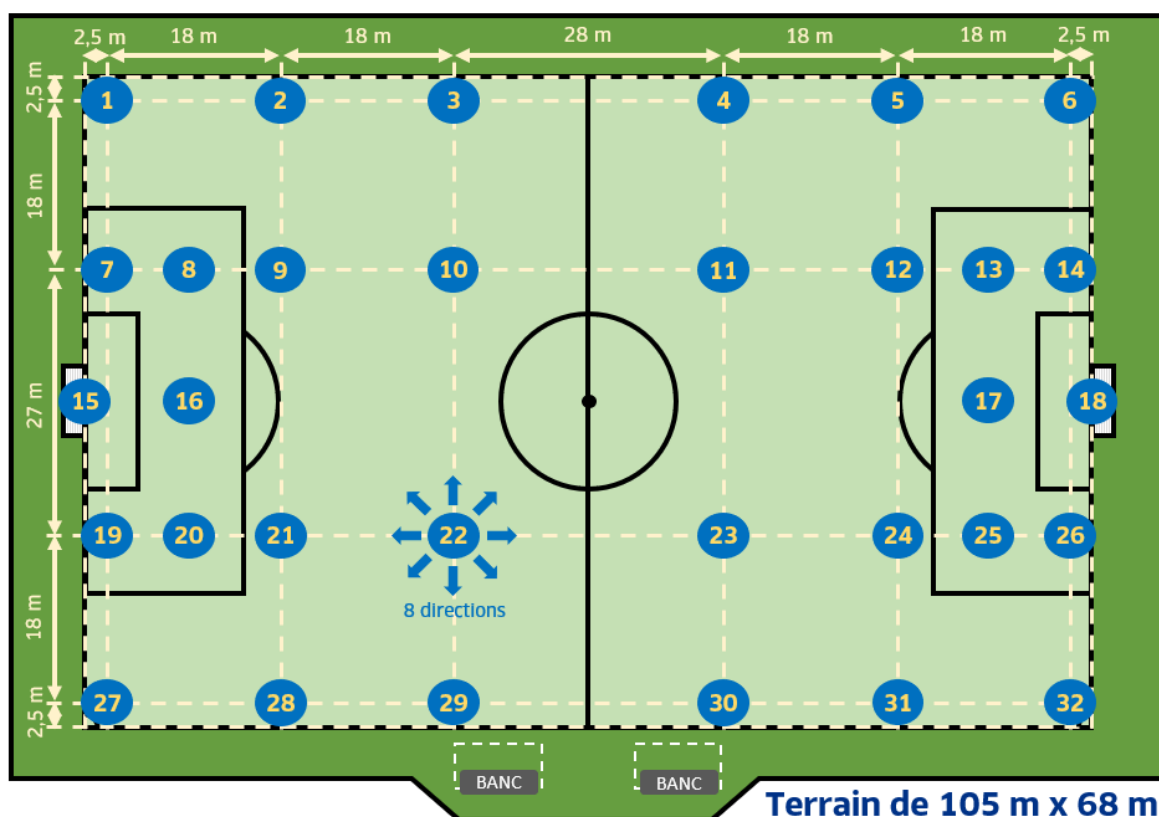 2,5 m 18 m 18 m 28 m 18 m 18 m 2,5 m
2,5 m
1 2 3 4 5 6
18 m
7 8 9 10 11 12 13 14
27 m
15 16 17 18
19 20 21 22 23 24 25 26
8 directions
18 m
27 28 29 30 31 32
2,5 m
BANC BANC
Terrain de 105 m x 68 m